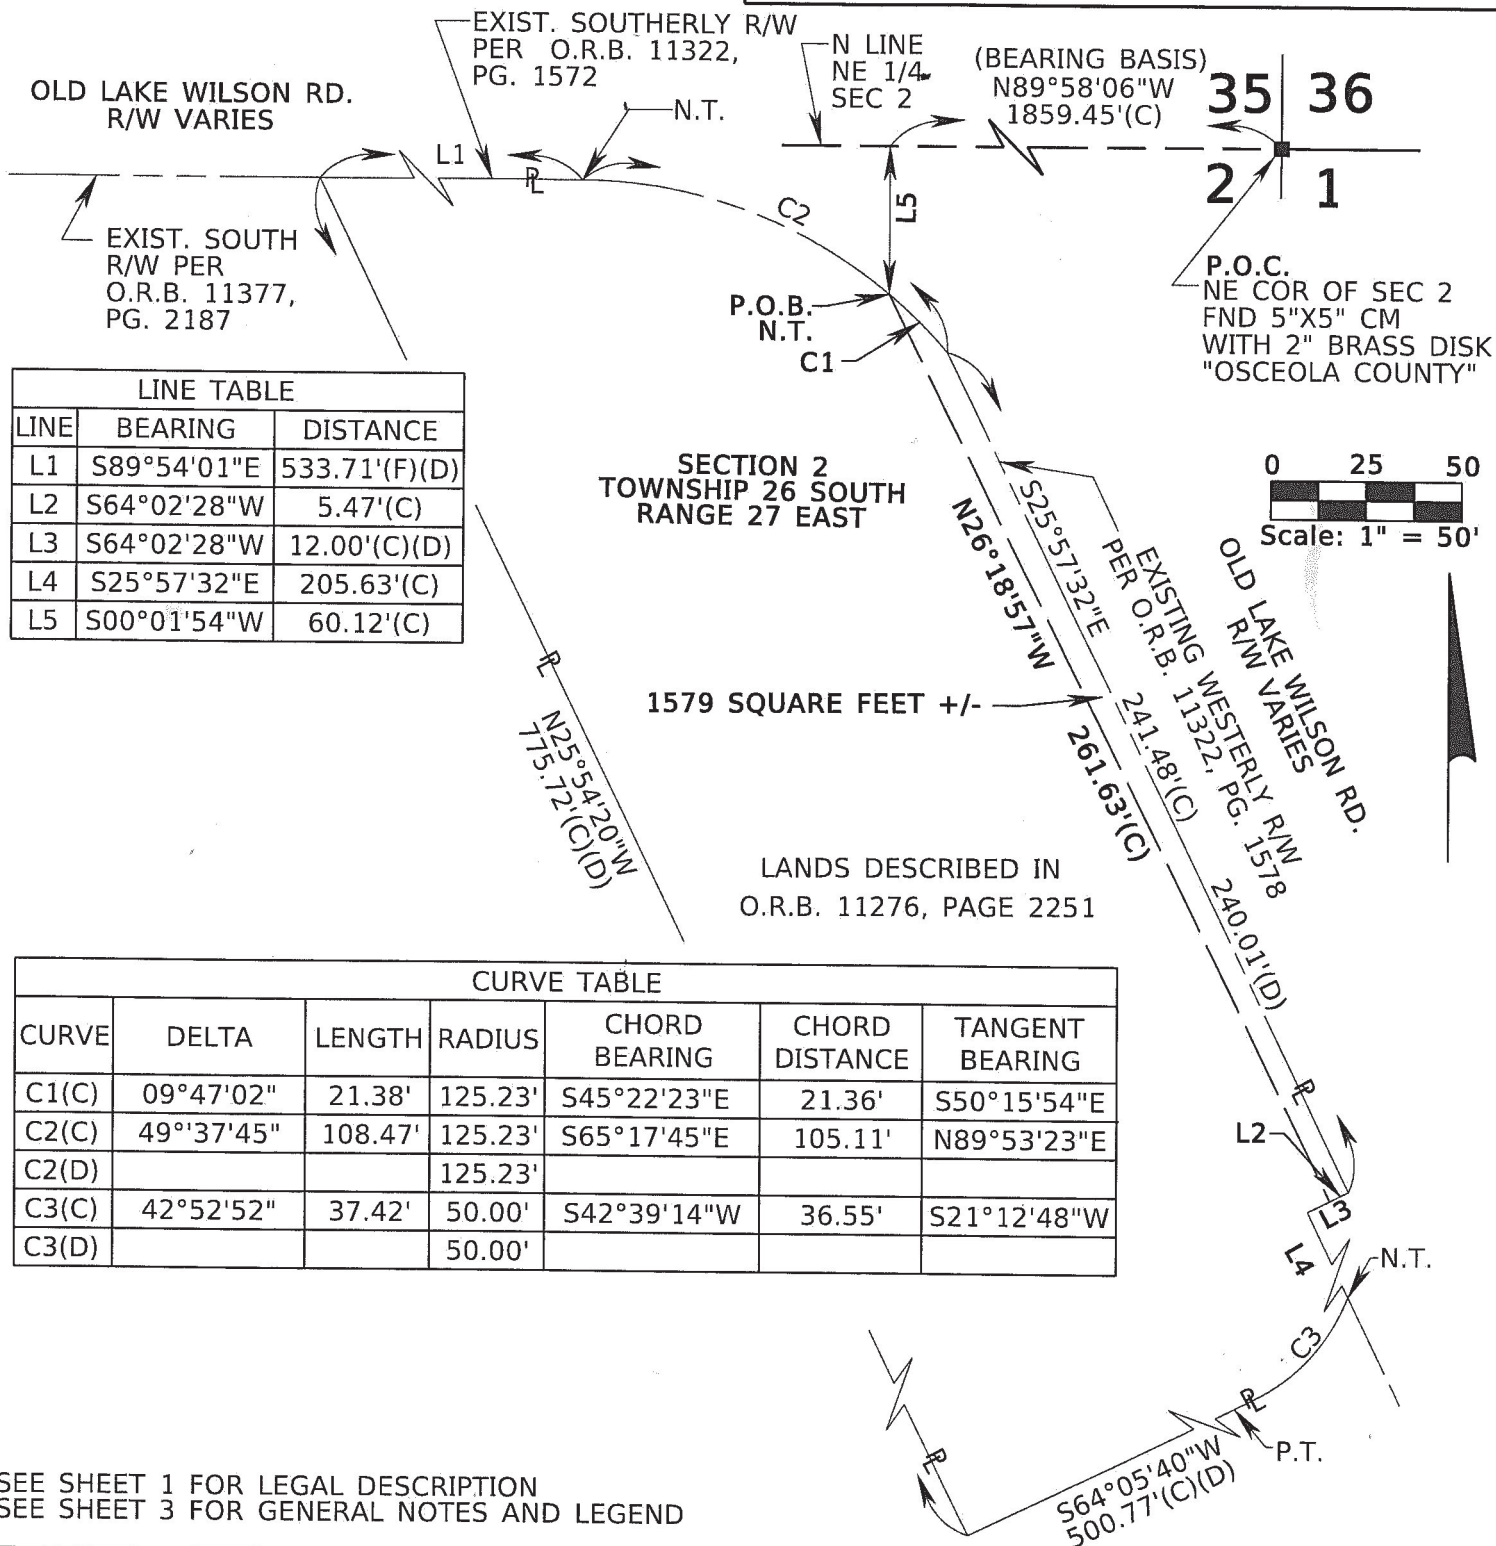 EXIST. SOUTHERLY R/W
PER O.R.B. 11322,
PG. 1572
N LINE
NE 1/4
SEC 2
(BEARING BASIS)
N89°58'06"W
1859.45'(C)
35 36
2 1
OLD LAKE WILSON RD.
R/W VARIES
N.T.
L1
PL
C2
L5
EXIST. SOUTH
R/W PER
O.R.B. 11377,
PG. 2187
P.O.B.
N.T.
C1
P.O.C.
NE COR OF SEC 2
FND 5"X5" CM
WITH 2" BRASS DISK
"OSCEOLA COUNTY"
LINE TABLE
LINE BEARING DISTANCE
L1 S89°54'01"E 533.71'(F)(D)
L2 S64°02'28"W 5.47'(C)
L3 S64°02'28"W 12.00'(C)(D)
L4 S25°57'32"E 205.63'(C)
L5 S00°01'54"W 60.12'(C)
SECTION 2
TOWNSHIP 26 SOUTH
RANGE 27 EAST
0 25 50
Scale: 1" = 50'
N26°18'57"W
261.63'(C)
S25°57'32"E
241.48'(C)
240.01'(D)
EXISTING WESTERLY R/W
PER O.R.B. 11322, PG. 1578
OLD LAKE WILSON RD.
R/W VARIES
1579 SQUARE FEET +/-
PL
N25°54'20"W
775.72'(C)(D)
LANDS DESCRIBED IN
O.R.B. 11276, PAGE 2251
CURVE TABLE
CURVE DELTA LENGTH RADIUS CHORD BEARING CHORD DISTANCE TANGENT BEARING
C1(C) 09°47'02" 21.38' 125.23' S45°22'23"E 21.36' S50°15'54"E
C2(C) 49°'37'45" 108.47' 125.23' S65°17'45"E 105.11' N89°53'23"E
C2(D) 125.23'
C3(C) 42°52'52" 37.42' 50.00' S42°39'14"W 36.55' S21°12'48"W
C3(D) 50.00'
PL
L2
L3
L4
N.T.
C3
PL
P.T.
PL
S64°05'40"W
500.77'(C)(D)
SEE SHEET 1 FOR LEGAL DESCRIPTION
SEE SHEET 3 FOR GENERAL NOTES AND LEGEND